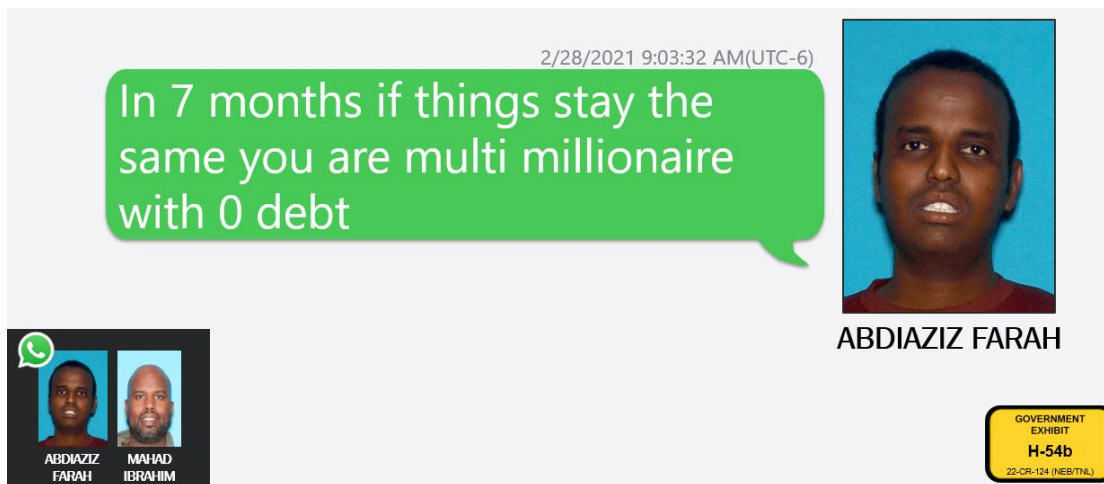 2/28/2021 9:03:32 AM(UTC-6)
In 7 months if things stay the
same you are multi millionaire
with 0 debt
ABDIAZIZ FARAH
ABDIAZIZ
FARAH
MAHAD
IBRAHIM
GOVERNMENT
EXHIBIT
H-54b
22-CR-124 (NEB/TNL)